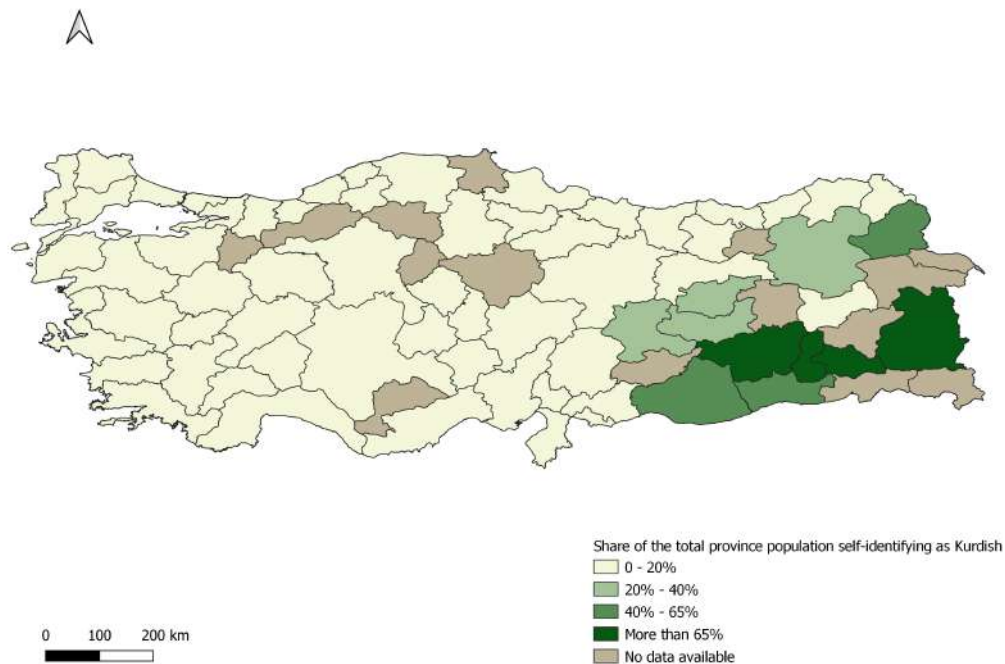 Share of the total province population self-identifying as Kurdish
0 - 20%
20% - 40%
40% - 65%
More than 65%
No data available
0 100 200 km